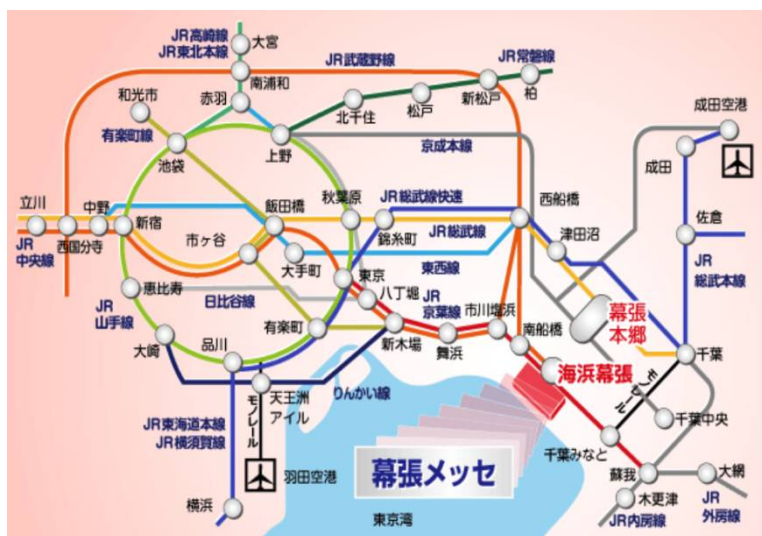 JR高崎線
JR東北本線
大宮
JR武蔵野線
JR常磐線
南浦和
和光市
赤羽
北千住
松戸
新松戸
柏
成田空港
有楽町線
池袋
上野
京成本線
成田
立川
中野
新宿
飯田橋
秋葉原
JR総武線快速
西船橋
佐倉
JR
中央線
西国分寺
市ヶ谷
大手町
錦糸町
JR総武線
東西線
津田沼
JR
総武本線
恵比寿
日比谷線
東京
八丁堀
JR
京葉線
市川塩浜
幕張
本郷
JR
山手線
大崎
品川
有楽町
新木場
舞浜
南船橋
千葉
海浜幕張
モノレール
千葉中央
天王洲
アイル
りんかい線
モノレール
JR東海道本線
JR横須賀線
千葉みなと
蘇我
大網
幕張メッセ
羽田空港
横浜
東京湾
木更津
JR内房線
JR
外房線